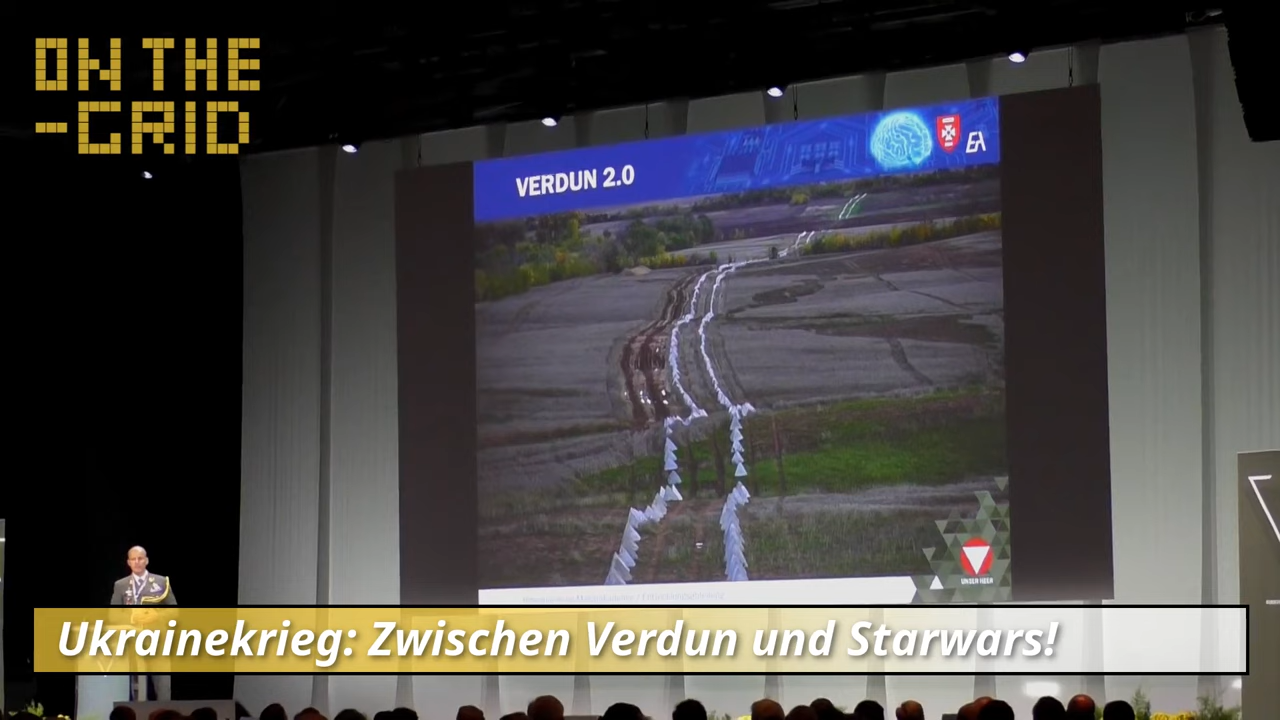 ON THE
-GRID
VERDUN 2.0
EA
UNSER HEER
Ukrainekrieg: Zwischen Verdun und Starwars!